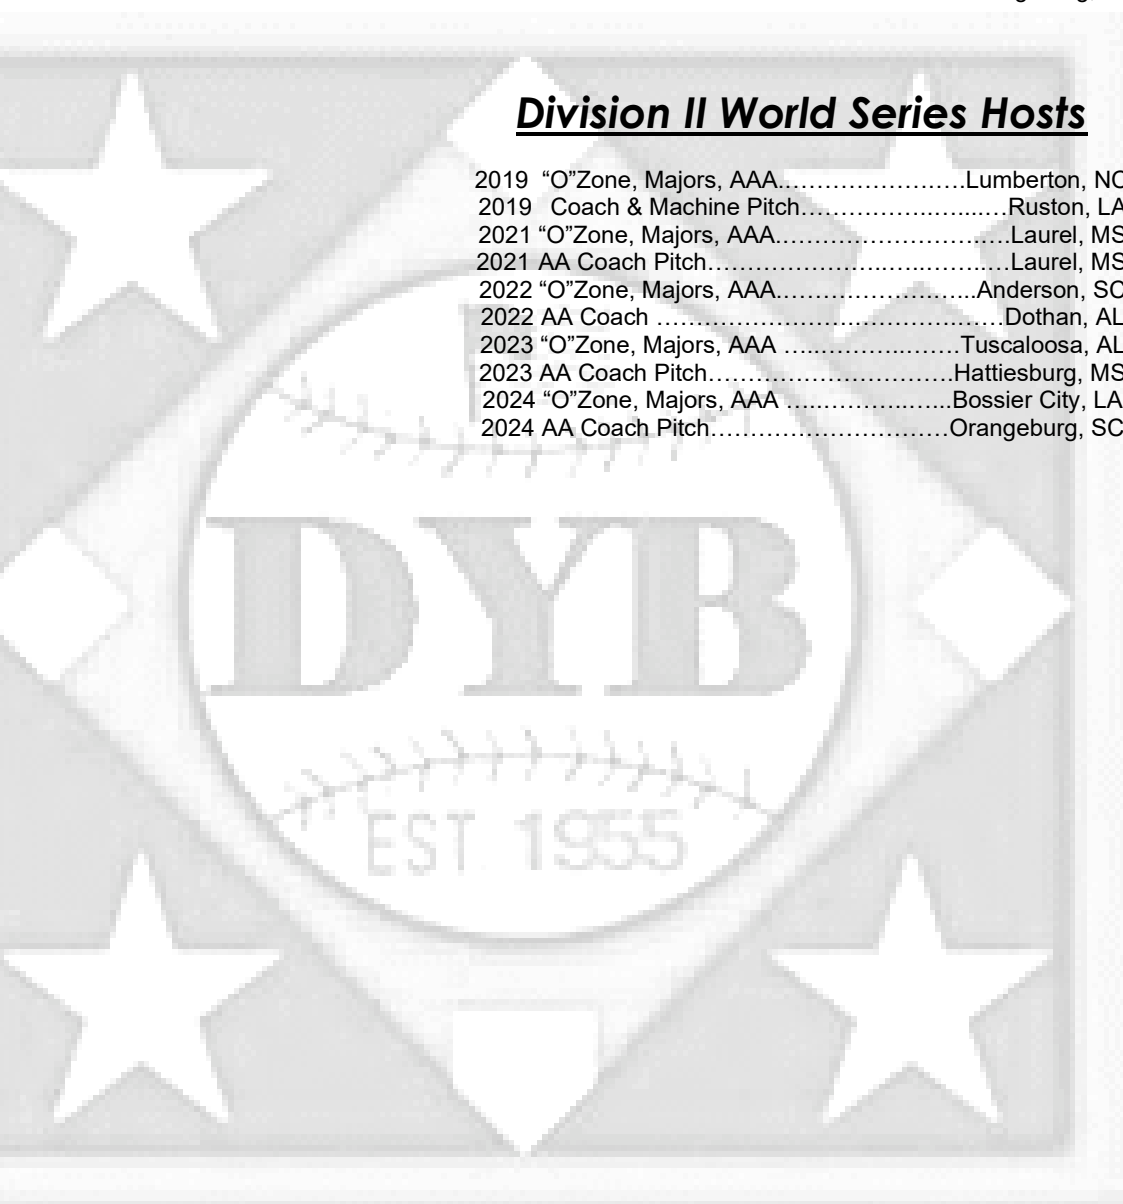 Division II World Series Hosts
2019 “O”Zone, Majors, AAA.……………….….…Lumberton, NC
2019 Coach & Machine Pitch……………..…...…Ruston, LA
2021 “O”Zone, Majors, AAA.………………….…..….Laurel, MS
2021 AA Coach Pitch……………….….…..……..….Laurel, MS
2022 “O”Zone, Majors, AAA.…………………...Anderson, SC
2022 AA Coach …….…………………………………Dothan, AL
2023 “O”Zone, Majors, AAA …..………..…….Tuscaloosa, AL
2023 AA Coach Pitch………………………….Hattiesburg, MS
2024 “O”Zone, Majors, AAA …..……….…...Bossier City, LA
2024 AA Coach Pitch…………………………Orangeburg, SC
DYB
EST. 1955